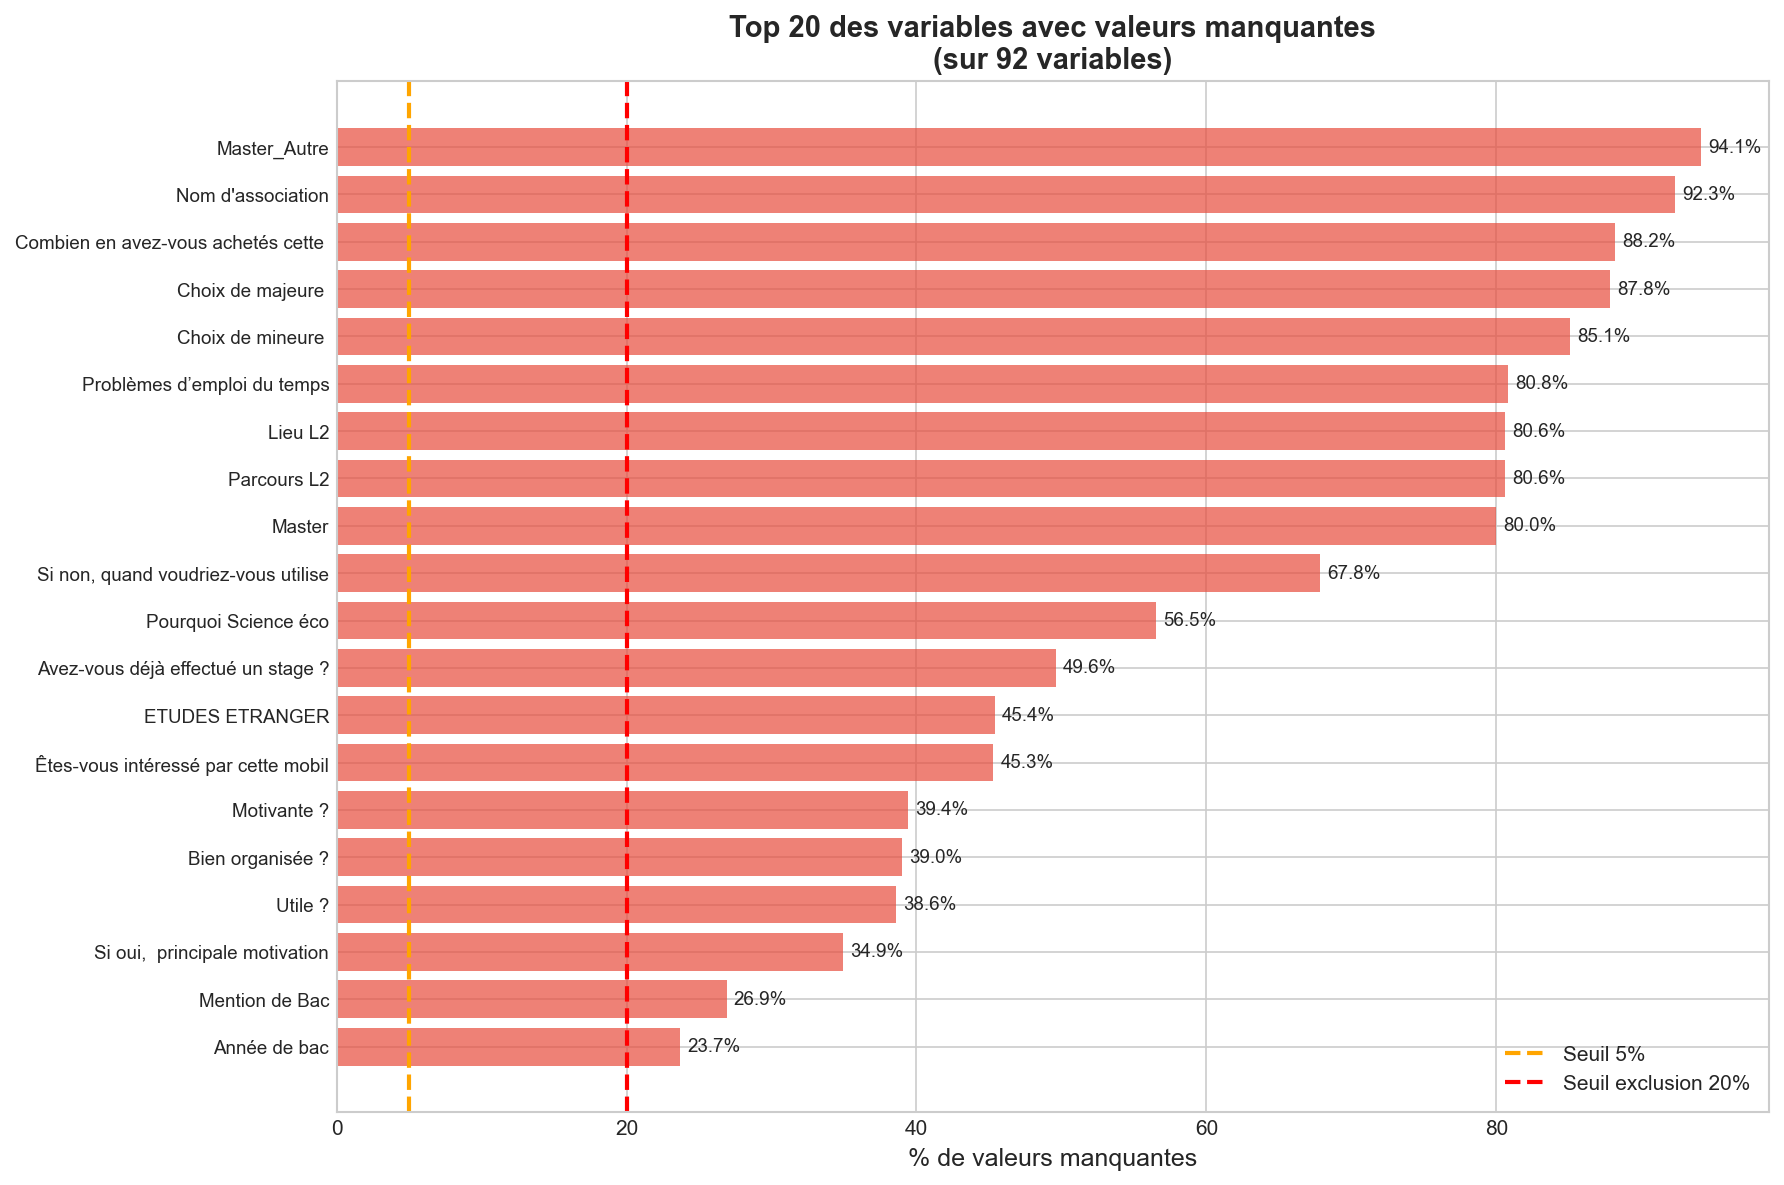 Top 20 des variables avec valeurs manquantes
(sur 92 variables)
Master_Autre 94.1%
Nom d'association 92.3%
Combien en avez-vous achetés cette 88.2%
Choix de majeure 87.8%
Choix de mineure 85.1%
Problèmes d’emploi du temps 80.8%
Lieu L2 80.6%
Parcours L2 80.6%
Master 80.0%
Si non, quand voudriez-vous utilise 67.8%
Pourquoi Science éco 56.5%
Avez-vous déjà effectué un stage ? 49.6%
ETUDES ETRANGER 45.4%
Êtes-vous intéressé par cette mobil 45.3%
Motivante ? 39.4%
Bien organisée ? 39.0%
Utile ? 38.6%
Si oui,  principale motivation 34.9%
Mention de Bac 26.9%
Année de bac 23.7%
Seuil 5%
Seuil exclusion 20%
0 20 40 60 80
% de valeurs manquantes